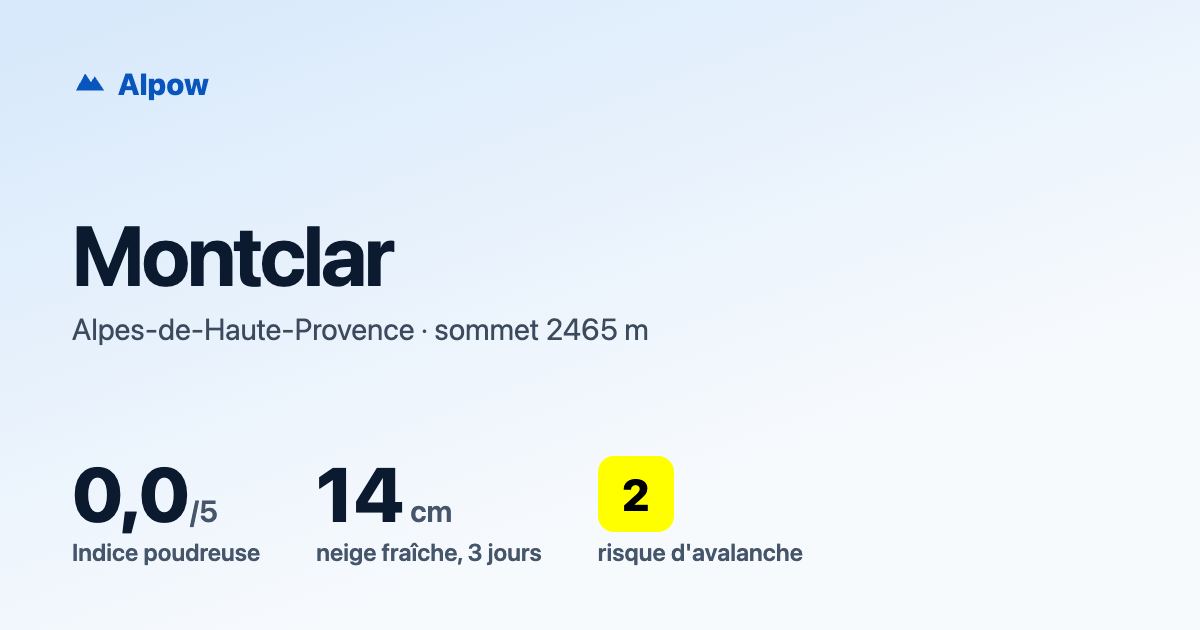 Alpow
Montclar
Alpes-de-Haute-Provence · sommet 2465 m
0,0/5
Indice poudreuse
14 cm
neige fraîche, 3 jours
2
risque d'avalanche